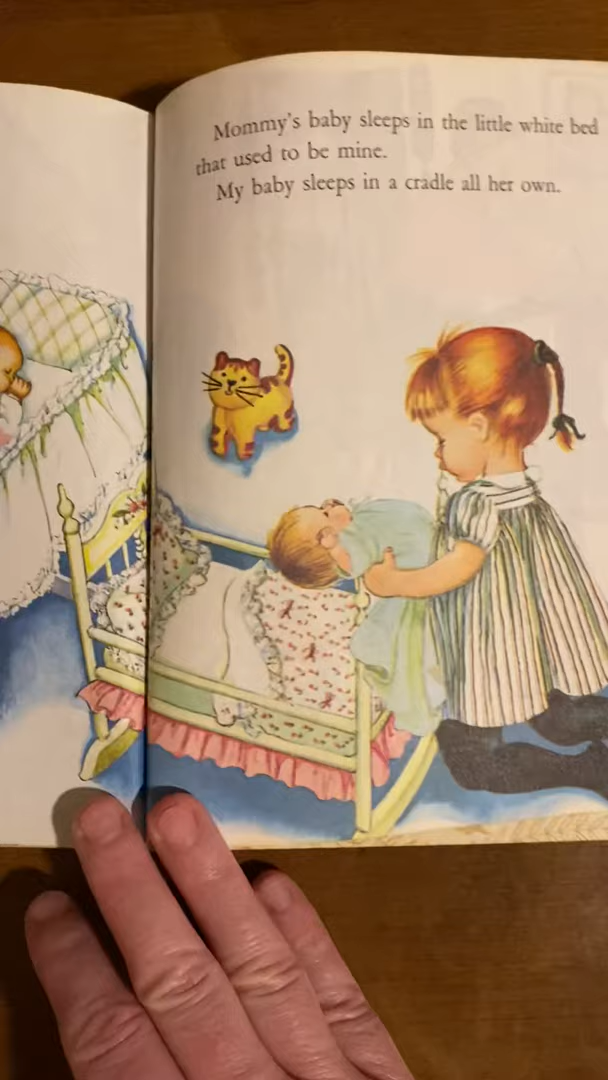 Mommy's baby sleeps in the little white bed
that used to be mine.
My baby sleeps in a cradle all her own.